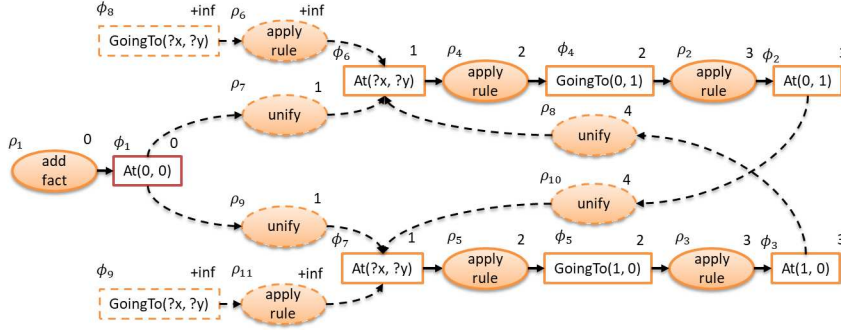 ϕ8 +inf ρ6 +inf
GoingTo(?x, ?y) apply rule
ϕ6 1 ρ4 2 ϕ4 2 ρ2 3 ϕ2 3
At(?x, ?y) apply rule GoingTo(0, 1) apply rule At(0, 1)
ρ7 1
unify
ρ8 4
unify
ρ1 0 ϕ1 0
add fact At(0, 0)
ρ9 1
unify
ρ10 4
unify
ϕ7 1 ρ5 2 ϕ5 2 ρ3 3 ϕ3 3
At(?x, ?y) apply rule GoingTo(1, 0) apply rule At(1, 0)
ϕ9 +inf ρ11 +inf
GoingTo(?x, ?y) apply rule